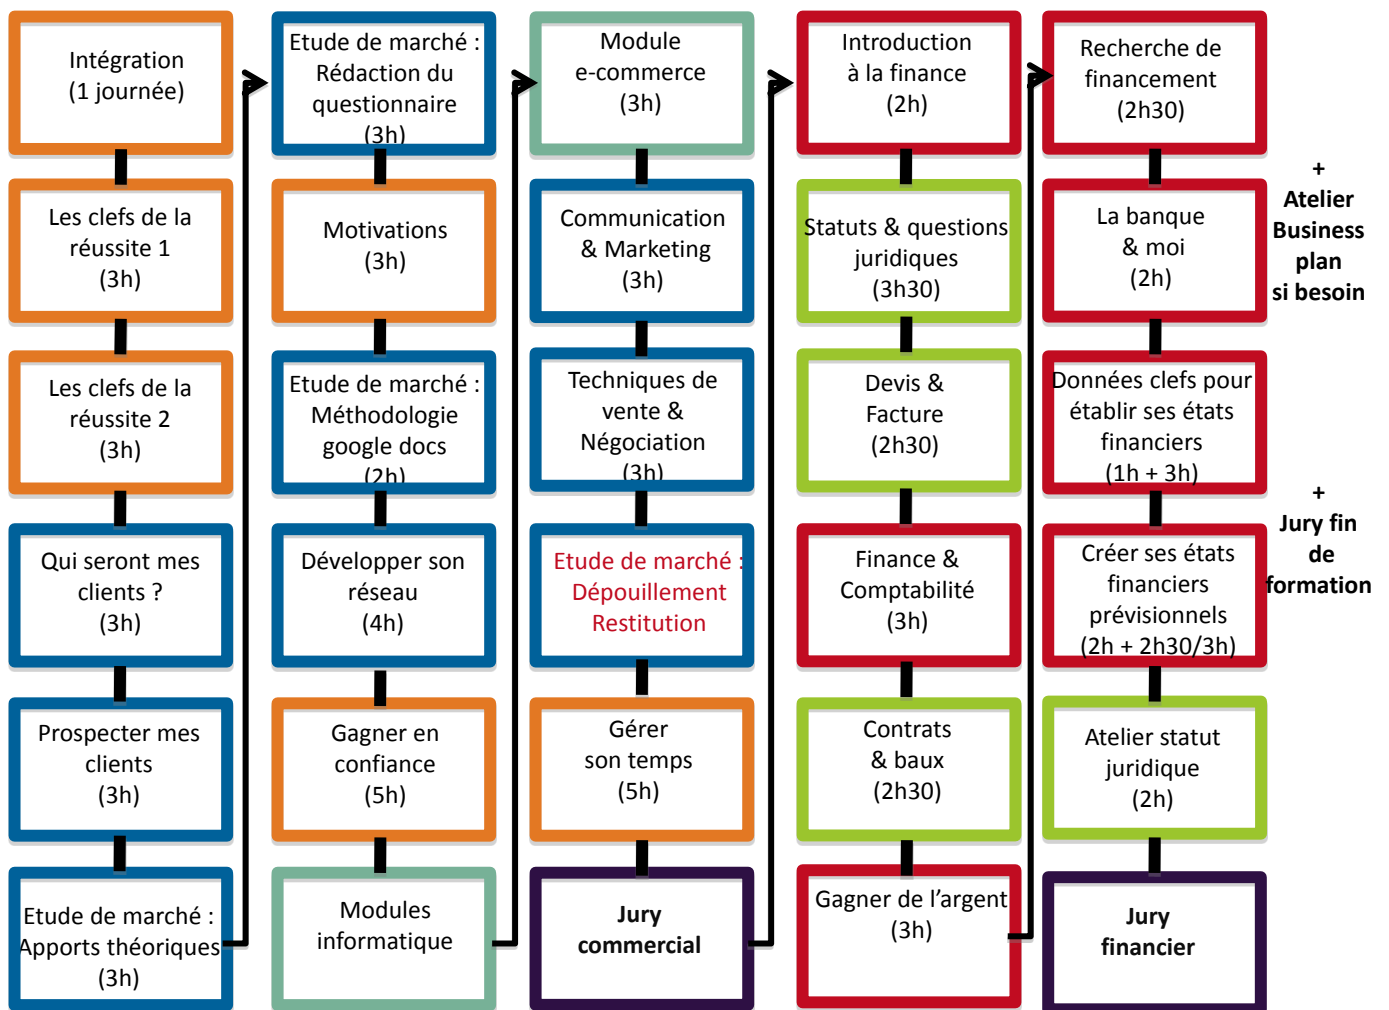 Intégration
(1 journée)
Les clefs de la
réussite 1
(3h)
Les clefs de la
réussite 2
(3h)
Qui seront mes
clients ?
(3h)
Prospecter mes
clients
(3h)
Etude de marché :
Apports théoriques
(3h)
Etude de marché :
Rédaction du
questionnaire
(3h)
Motivations
(3h)
Etude de marché :
Méthodologie
google docs
(2h)
Développer son
réseau
(4h)
Gagner en
confiance
(5h)
Modules
informatique
Module
e-commerce
(3h)
Communication
& Marketing
(3h)
Techniques de
vente &
Négociation
(3h)
Etude de marché :
Dépouillement
Restitution
Gérer
son temps
(5h)
Jury
commercial
Introduction
à la finance
(2h)
Statuts & questions
juridiques
(3h30)
Devis &
Facture
(2h30)
Finance &
Comptabilité
(3h)
Contrats
& baux
(2h30)
Gagner de l’argent
(3h)
Recherche de
financement
(2h30)
La banque
& moi
(2h)
Données clefs pour
établir ses états
financiers
(1h + 3h)
Créer ses états
financiers
prévisionnels
(2h + 2h30/3h)
Atelier statut
juridique
(2h)
Jury
financier
+
Atelier
Business
plan
si besoin
+
Jury fin
de
formation